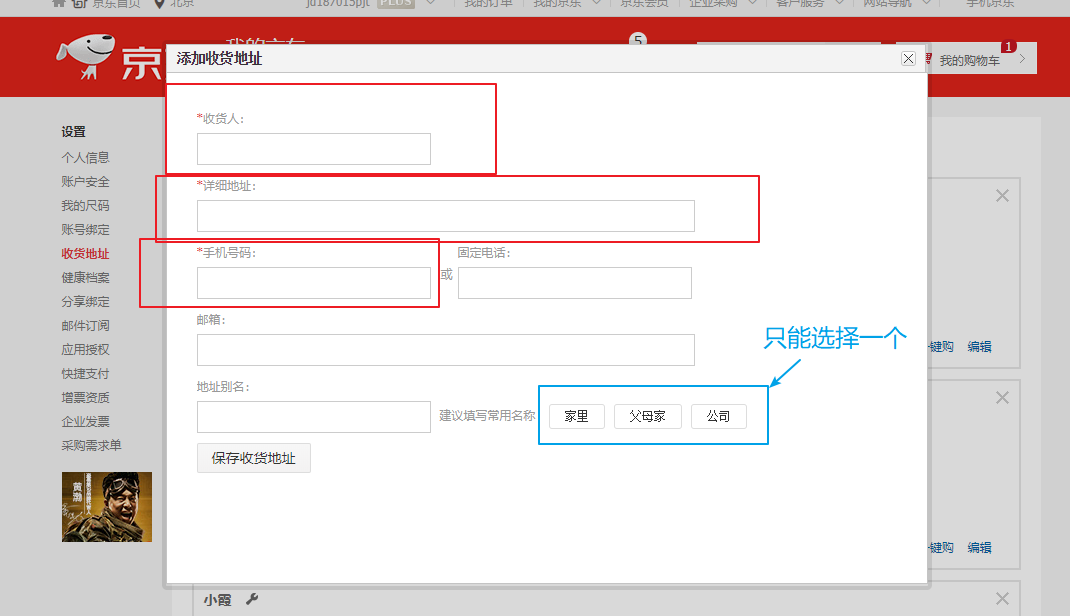 京东首页 北京 jd187015pjt PLUS 我的订单 我的京东 京东会员 企业采购 客户服务 网站导航 手机京东
京 我的京东 5
我的购物车 1
添加收货地址
设置
个人信息
账户安全
我的尺码
账号绑定
收货地址
健康档案
分享绑定
邮件订阅
应用授权
快捷支付
增票资质
企业发票
采购需求单
*收货人:
*详细地址:
*手机号码:
或 固定电话:
邮箱:
只能选择一个
地址别名:
建议填写常用名称 家里 父母家 公司
保存收货地址
键购 编辑
键购 编辑
黄渤
小霞